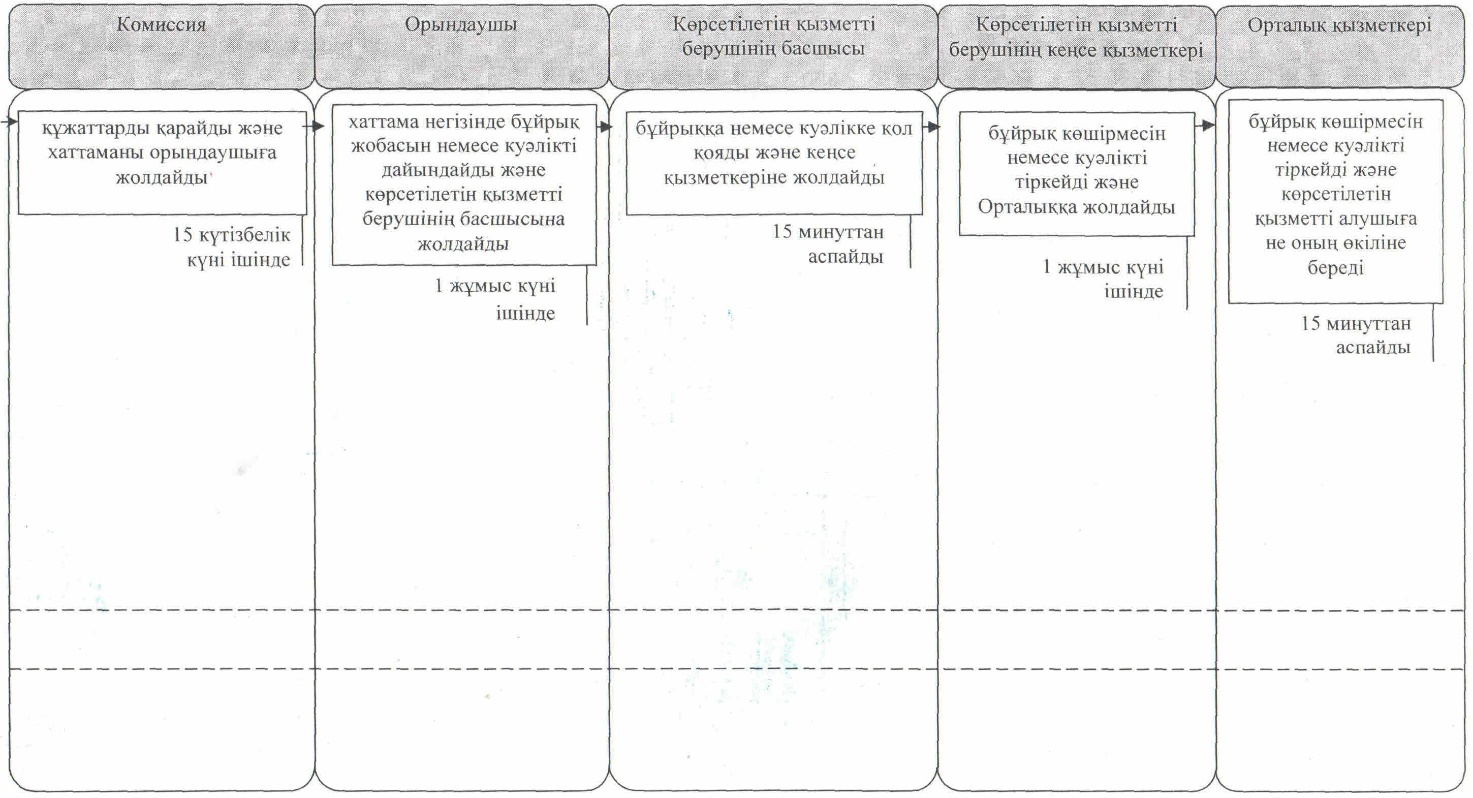 Комиссия
Орындаушы
Көрсетілетін қызметті
берушінің басшысы
Көрсетілетін қызметті
берушінің кеңсе қызметкері
Орталык қызметкері
құжаттарды қарайды және
хаттаманы орындаушыға
жолдайды
15 күтізбелік
күні ішінде
хаттама негізінде бұйрық
жобасын немесе куәлікті
дайындайды және
көрсетілетін қызметті
берушінің басшысына
жолдайды
1 жұмыс күні
ішінде
бұйрыққа немесе куәлікке қол
қояды және кеңсе
қызметкеріне жолдайды
15 минуттан
аспайды
бұйрық көшірмесін
немесе куәлікті
тіркейді және
Орталыққа жолдайды
1 жұмыс күні
ішінде
бұйрық көшірмесін
немесе куәлікті
тіркейді және
көрсетілетін
қызметті алушыға
не оның өкіліне
береді
15 минуттан
аспайды